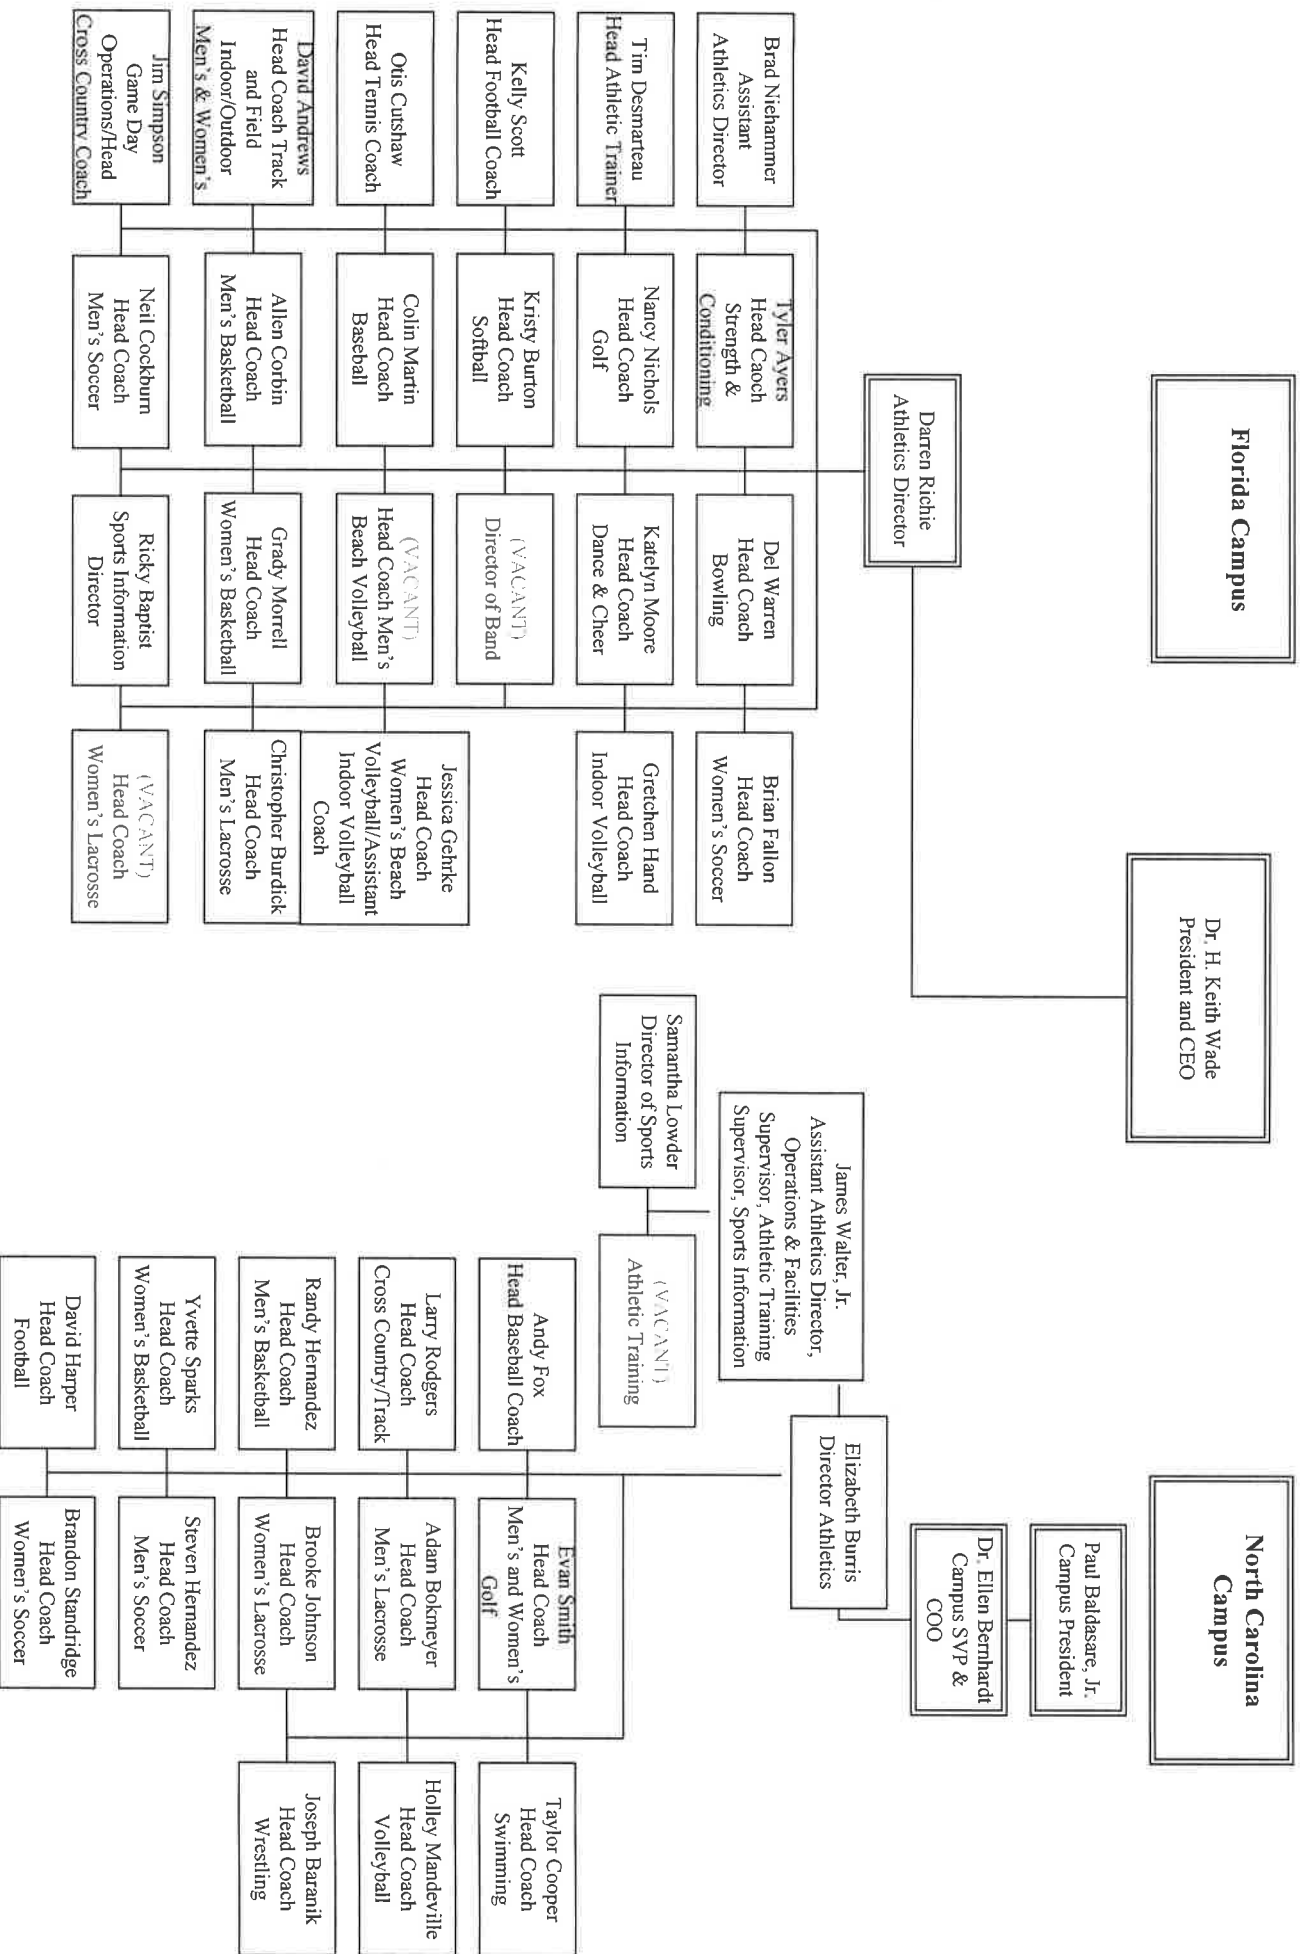 Florida Campus
Dr. H. Keith Wade
President and CEO
North Carolina
Campus
Paul Baldasare, Jr.
Campus President
Dr. Ellen Bernhardt
Campus SVP &
COO
Darren Richie
Athletics Director
Elizabeth Burris
Director Athletics
James Walter, Jr.
Assistant Athletics Director,
Operations & Facilities
Supervisor, Athletic Training
Supervisor, Sports Information
Brad Niehammer
Assistant
Athletics Director
Tyler Ayers
Head Caoch
Strength &
Conditioning
Del Warren
Head Coach
Bowling
Brian Fallon
Head Coach
Women's Soccer
Tim Desmarteau
Head Athletic Trainer
Nancy Nichols
Head Coach
Golf
Katelyn Moore
Head Coach
Dance & Cheer
Gretchen Hand
Head Coach
Indoor Volleyball
Kelly Scott
Head Football Coach
Kristy Burton
Head Coach
Softball
(VACANT)
Director of Band
Otis Cutshaw
Head Tennis Coach
Colin Martin
Head Coach
Baseball
(VACANT)
Head Coach Men's
Beach Volleyball
Jessica Gehrke
Head Coach
Women's Beach
Volleyball/Assistant
Indoor Volleyball
Coach
David Andrews
Head Coach Track
and Field
Indoor/Outdoor
Men's & Women's
Allen Corbin
Head Coach
Men's Basketball
Grady Morrell
Head Coach
Women's Basketball
Christopher Burdick
Head Coach
Men's Lacrosse
Jim Simpson
Game Day
Operations/Head
Cross Country Coach
Neil Cockburn
Head Coach
Men's Soccer
Ricky Baptist
Sports Information
Director
(VACANT)
Head Coach
Women's Lacrosse
Samantha Lowder
Director of Sports
Information
(VACANT)
Athletic Training
Andy Fox
Head Baseball Coach
Evan Smith
Head Coach
Men's and Women's
Golf
Taylor Cooper
Head Coach
Swimming
Larry Rodgers
Head Coach
Cross Country/Track
Adam Bokmeyer
Head Coach
Men's Lacrosse
Holley Mandeville
Head Coach
Volleyball
Randy Hernandez
Head Coach
Men's Basketball
Brooke Johnson
Head Coach
Women's Lacrosse
Joseph Baranik
Head Coach
Wrestling
Yvette Sparks
Head Coach
Women's Basketball
Steven Hernandez
Head Coach
Men's Soccer
David Harper
Head Coach
Football
Brandon Standridge
Head Coach
Women's Soccer